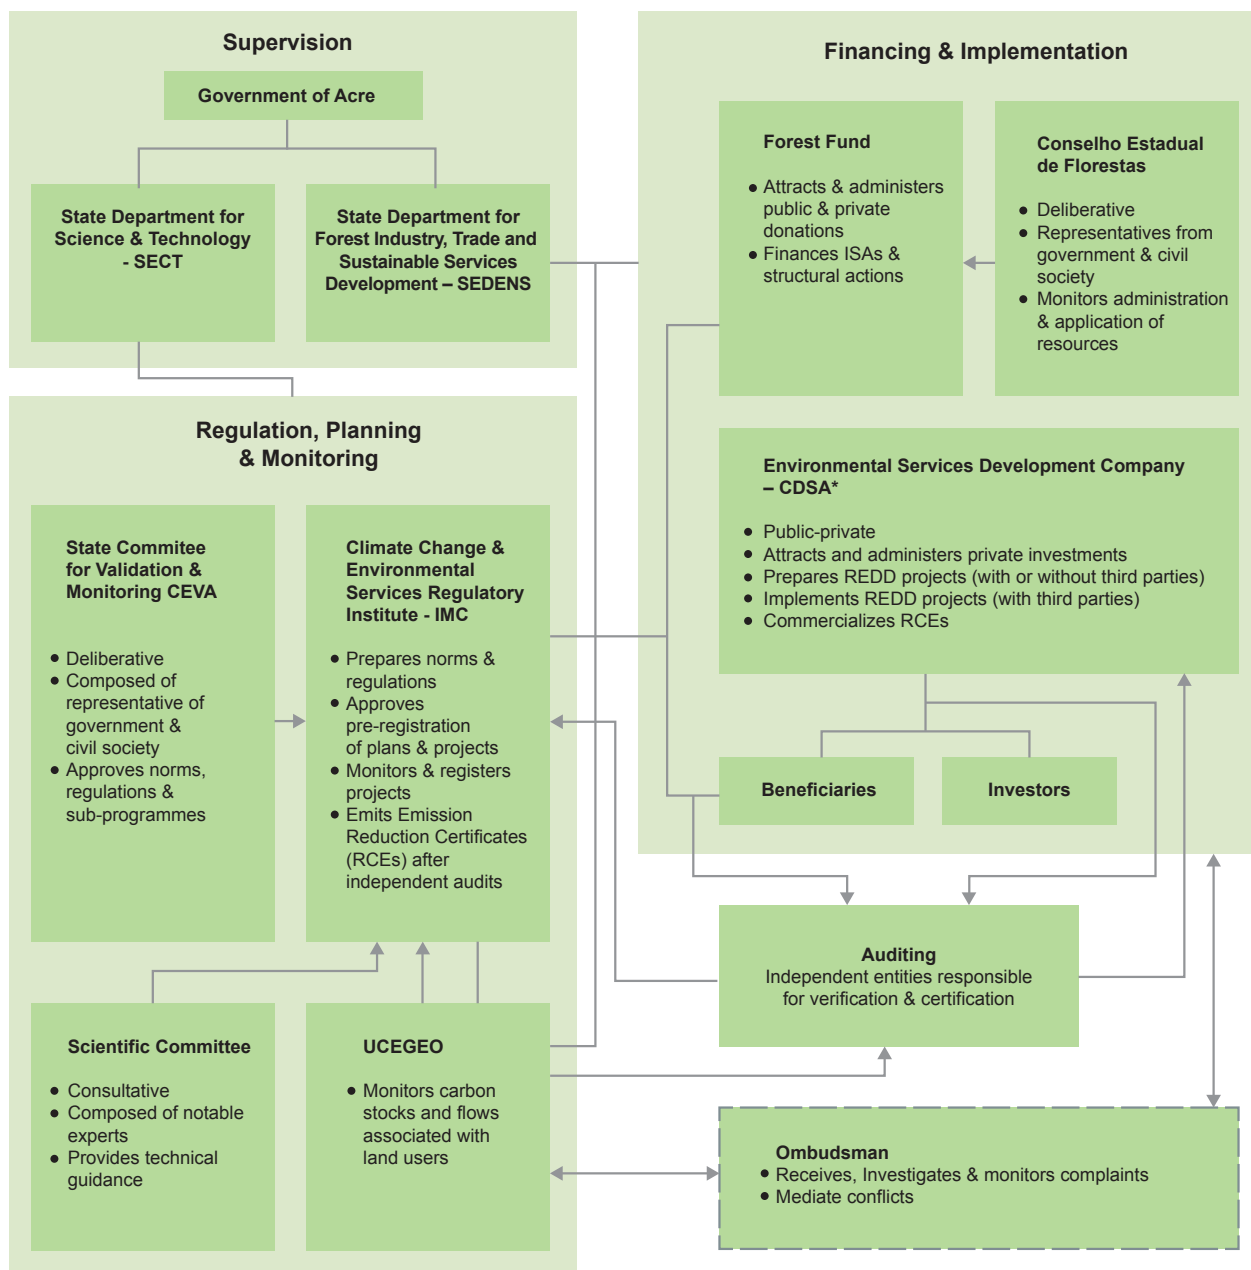 Supervision
Government of Acre
State Department for
Science & Technology
- SECT
State Department for
Forest Industry, Trade and
Sustainable Services
Development – SEDENS
Regulation, Planning
& Monitoring
State Commitee
for Validation &
Monitoring CEVA
● Deliberative
● Composed of
representative of
government &
civil society
● Approves norms,
regulations &
sub-programmes
Climate Change &
Environmental
Services Regulatory
Institute - IMC
● Prepares norms &
regulations
● Approves
pre-registration
of plans & projects
● Monitors & registers
projects
● Emits Emission
Reduction Certificates
(RCEs) after
independent audits
Scientific Committee
● Consultative
● Composed of notable
experts
● Provides technical
guidance
UCEGEO
● Monitors carbon
stocks and flows
associated with
land users
Financing & Implementation
Forest Fund
● Attracts & administers
public & private
donations
● Finances ISAs &
structural actions
Conselho Estadual
de Florestas
● Deliberative
● Representatives from
government & civil
society
● Monitors administration
& application of
resources
Environmental Services Development Company
– CDSA*
● Public-private
● Attracts and administers private investments
● Prepares REDD projects (with or without third parties)
● Implements REDD projects (with third parties)
● Commercializes RCEs
Beneficiaries
Investors
Auditing
Independent entities responsible
for verification & certification
Ombudsman
● Receives, Investigates & monitors complaints
● Mediate conflicts